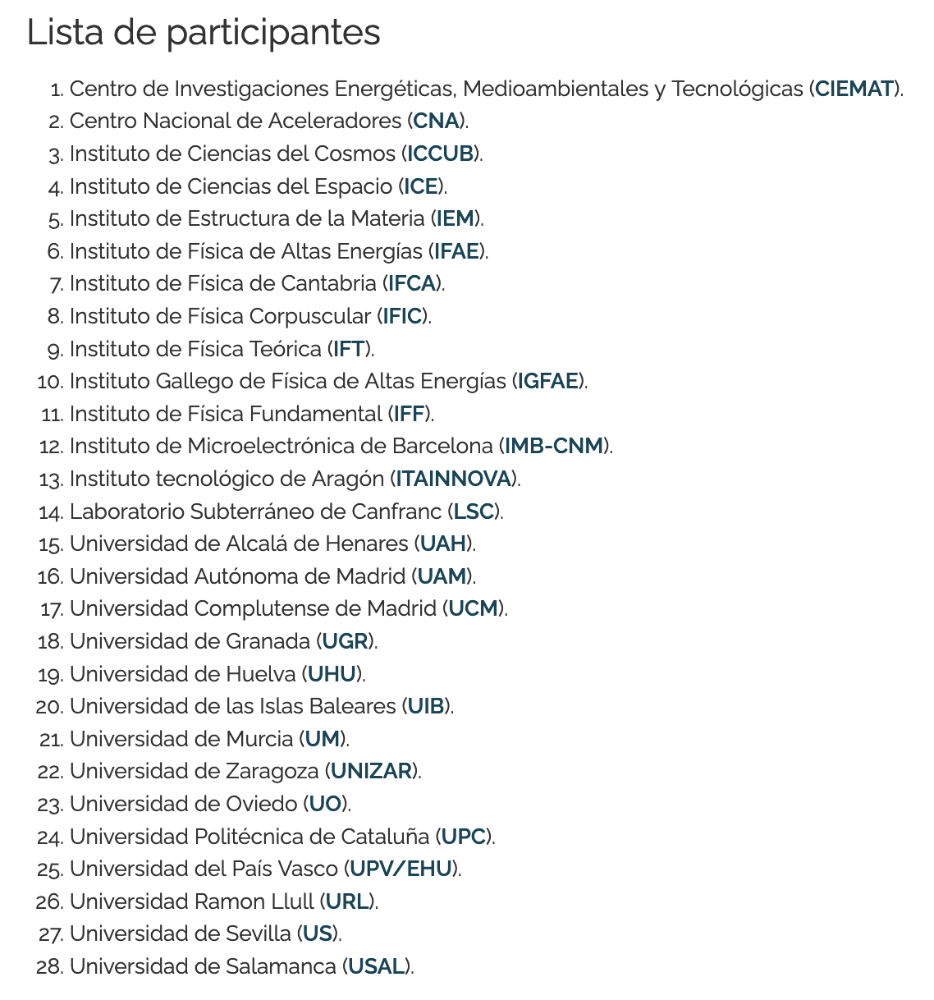 Lista de participantes
1. Centro de Investigaciones Energéticas, Medioambientales y Tecnológicas (CIEMAT).
2. Centro Nacional de Aceleradores (CNA).
3. Instituto de Ciencias del Cosmos (ICCUB).
4. Instituto de Ciencias del Espacio (ICE).
5. Instituto de Estructura de la Materia (IEM).
6. Instituto de Física de Altas Energías (IFAE).
7. Instituto de Física de Cantabria (IFCA).
8. Instituto de Física Corpuscular (IFIC).
9. Instituto de Física Teórica (IFT).
10. Instituto Gallego de Física de Altas Energías (IGFAE).
11. Instituto de Física Fundamental (IFF).
12. Instituto de Microelectrónica de Barcelona (IMB-CNM).
13. Instituto tecnológico de Aragón (ITAINNOVA).
14. Laboratorio Subterráneo de Canfranc (LSC).
15. Universidad de Alcalá de Henares (UAH).
16. Universidad Autónoma de Madrid (UAM).
17. Universidad Complutense de Madrid (UCM).
18. Universidad de Granada (UGR).
19. Universidad de Huelva (UHU).
20. Universidad de las Islas Baleares (UIB).
21. Universidad de Murcia (UM).
22. Universidad de Zaragoza (UNIZAR).
23. Universidad de Oviedo (UO).
24. Universidad Politécnica de Cataluña (UPC).
25. Universidad del País Vasco (UPV/EHU).
26. Universidad Ramon Llull (URL).
27. Universidad de Sevilla (US).
28. Universidad de Salamanca (USAL).